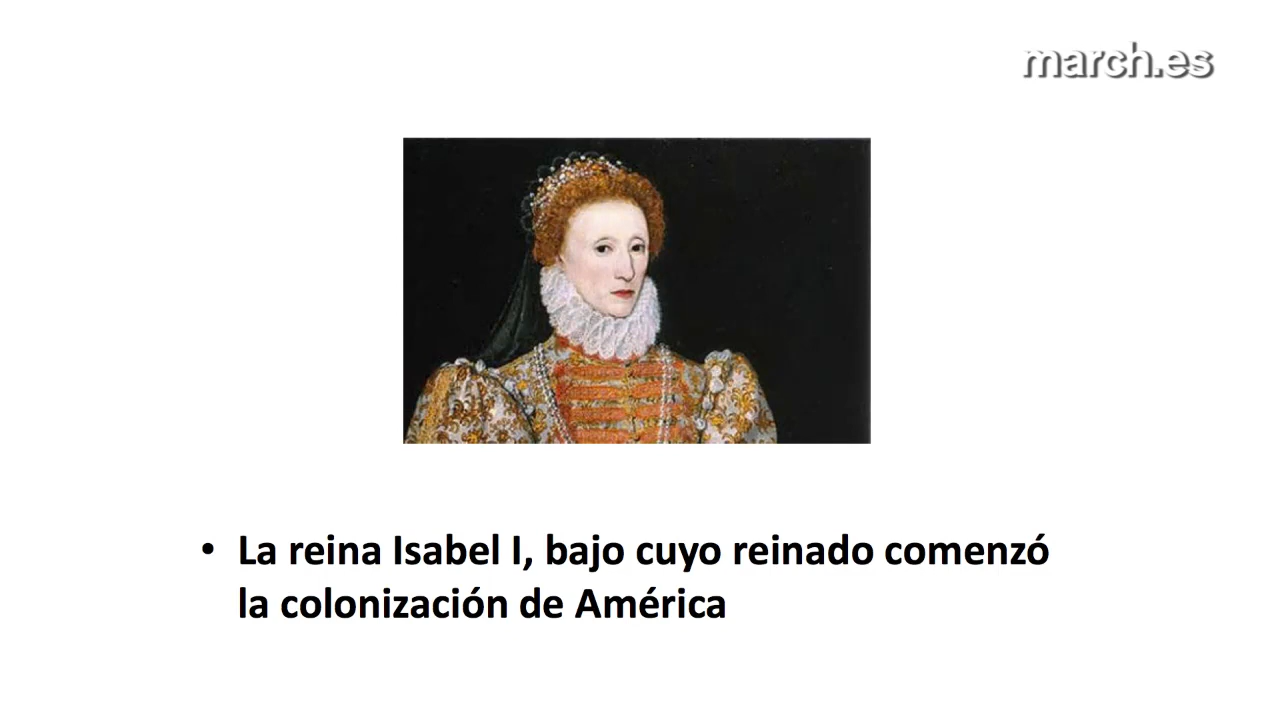 march.es
• La reina Isabel I, bajo cuyo reinado comenzó
la colonización de América